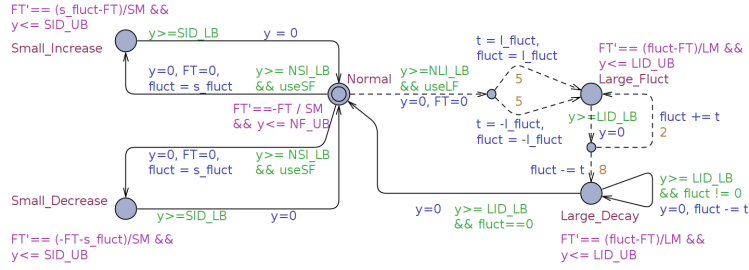 FT'== (s_fluct-FT)/SM &&
y<= SID_UB
Small_Increase
y>=SID_LB
y = 0
y=0, FT=0,
fluct = s_fluct
y>= NSI_LB
&& useSF
Normal
FT'==-FT / SM
&& y<= NF_UB
y=0, FT=0,
fluct = s_fluct
y>= NSI_LB
&& useSF
Small_Decrease
y>=SID_LB
y=0
FT'== (-FT-s_fluct)/SM &&
y<= SID_UB
y>=NLI_LB
&& useLF
y=0, FT=0
t = l_fluct,
fluct = l_fluct
5
5
t = -l_fluct,
fluct = -l_fluct
FT'== (fluct-FT)/LM &&
y<= LID_UB
Large_Fluct
y>=LID_LB
y=0
fluct += t
2
fluct -= t
8
y>= LID_LB
&& fluct != 0
y=0, fluct -= t
Large_Decay
y=0
y>= LID_LB
&& fluct==0
FT'== (fluct-FT)/LM &&
y<= LID_UB